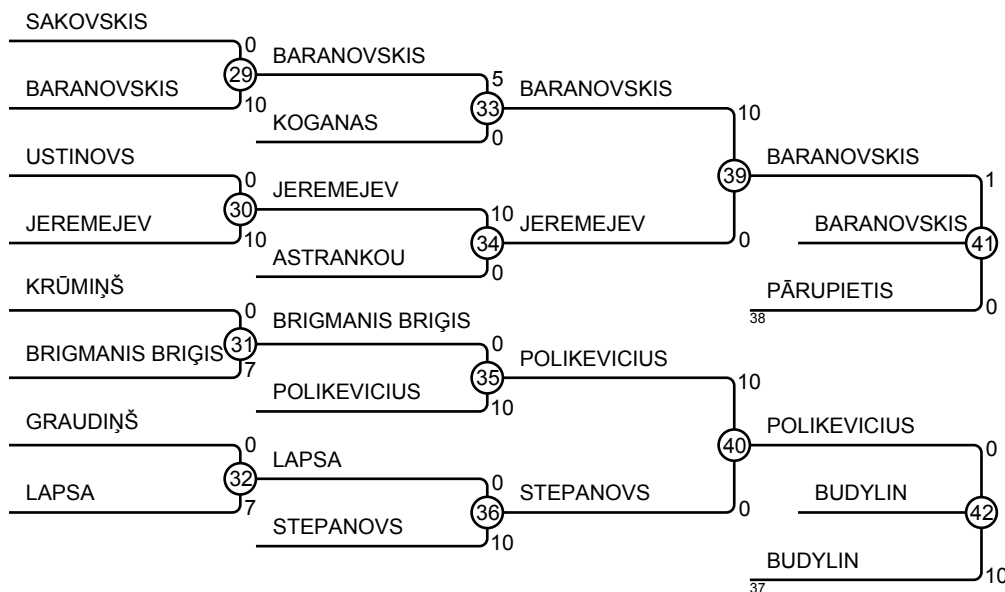 SAKOVSKIS
0
29
BARANOVSKIS
10
BARANOVSKIS
5
33
KOGANAS
0
BARANOVSKIS
10
USTINOVS
0
30
JEREMEJEV
10
JEREMEJEV
10
34
ASTRANKOU
0
JEREMEJEV
0
39
BARANOVSKIS
1
BARANOVSKIS
41
PĀRUPIETIS
0
38
KRŪMIŅŠ
0
31
BRIGMANIS BRIĢIS
7
BRIGMANIS BRIĢIS
0
35
POLIKEVICIUS
10
POLIKEVICIUS
10
GRAUDIŅŠ
0
32
LAPSA
7
LAPSA
0
36
STEPANOVS
10
STEPANOVS
0
40
POLIKEVICIUS
0
BUDYLIN
42
BUDYLIN
10
37